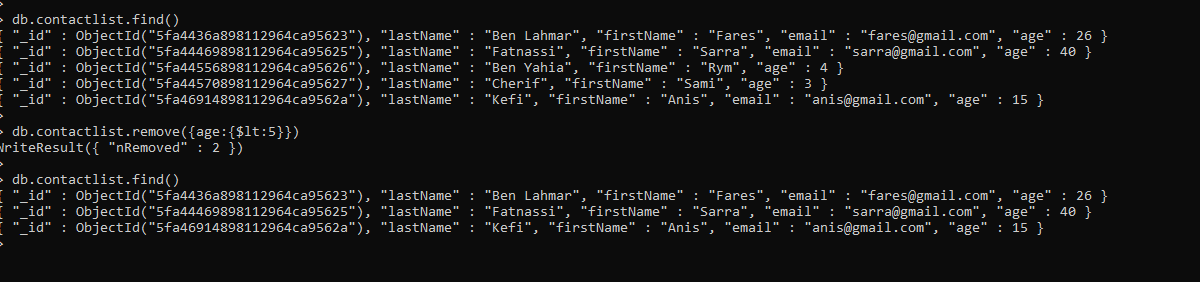 >
> db.contactlist.find()
{ "_id" : ObjectId("5fa4436a898112964ca95623"), "lastName" : "Ben Lahmar", "firstName" : "Fares", "email" : "fares@gmail.com", "age" : 26 }
{ "_id" : ObjectId("5fa44469898112964ca95625"), "lastName" : "Fatnassi", "firstName" : "Sarra", "email" : "sarra@gmail.com", "age" : 40 }
{ "_id" : ObjectId("5fa44556898112964ca95626"), "lastName" : "Ben Yahia", "firstName" : "Rym", "age" : 4 }
{ "_id" : ObjectId("5fa44570898112964ca95627"), "lastName" : "Cherif", "firstName" : "Sami", "age" : 3 }
{ "_id" : ObjectId("5fa46914898112964ca9562a"), "lastName" : "Kefi", "firstName" : "Anis", "email" : "anis@gmail.com", "age" : 15 }
>
> db.contactlist.remove({age:{$lt:5}})
WriteResult({ "nRemoved" : 2 })
>
> db.contactlist.find()
{ "_id" : ObjectId("5fa4436a898112964ca95623"), "lastName" : "Ben Lahmar", "firstName" : "Fares", "email" : "fares@gmail.com", "age" : 26 }
{ "_id" : ObjectId("5fa44469898112964ca95625"), "lastName" : "Fatnassi", "firstName" : "Sarra", "email" : "sarra@gmail.com", "age" : 40 }
{ "_id" : ObjectId("5fa46914898112964ca9562a"), "lastName" : "Kefi", "firstName" : "Anis", "email" : "anis@gmail.com", "age" : 15 }
>